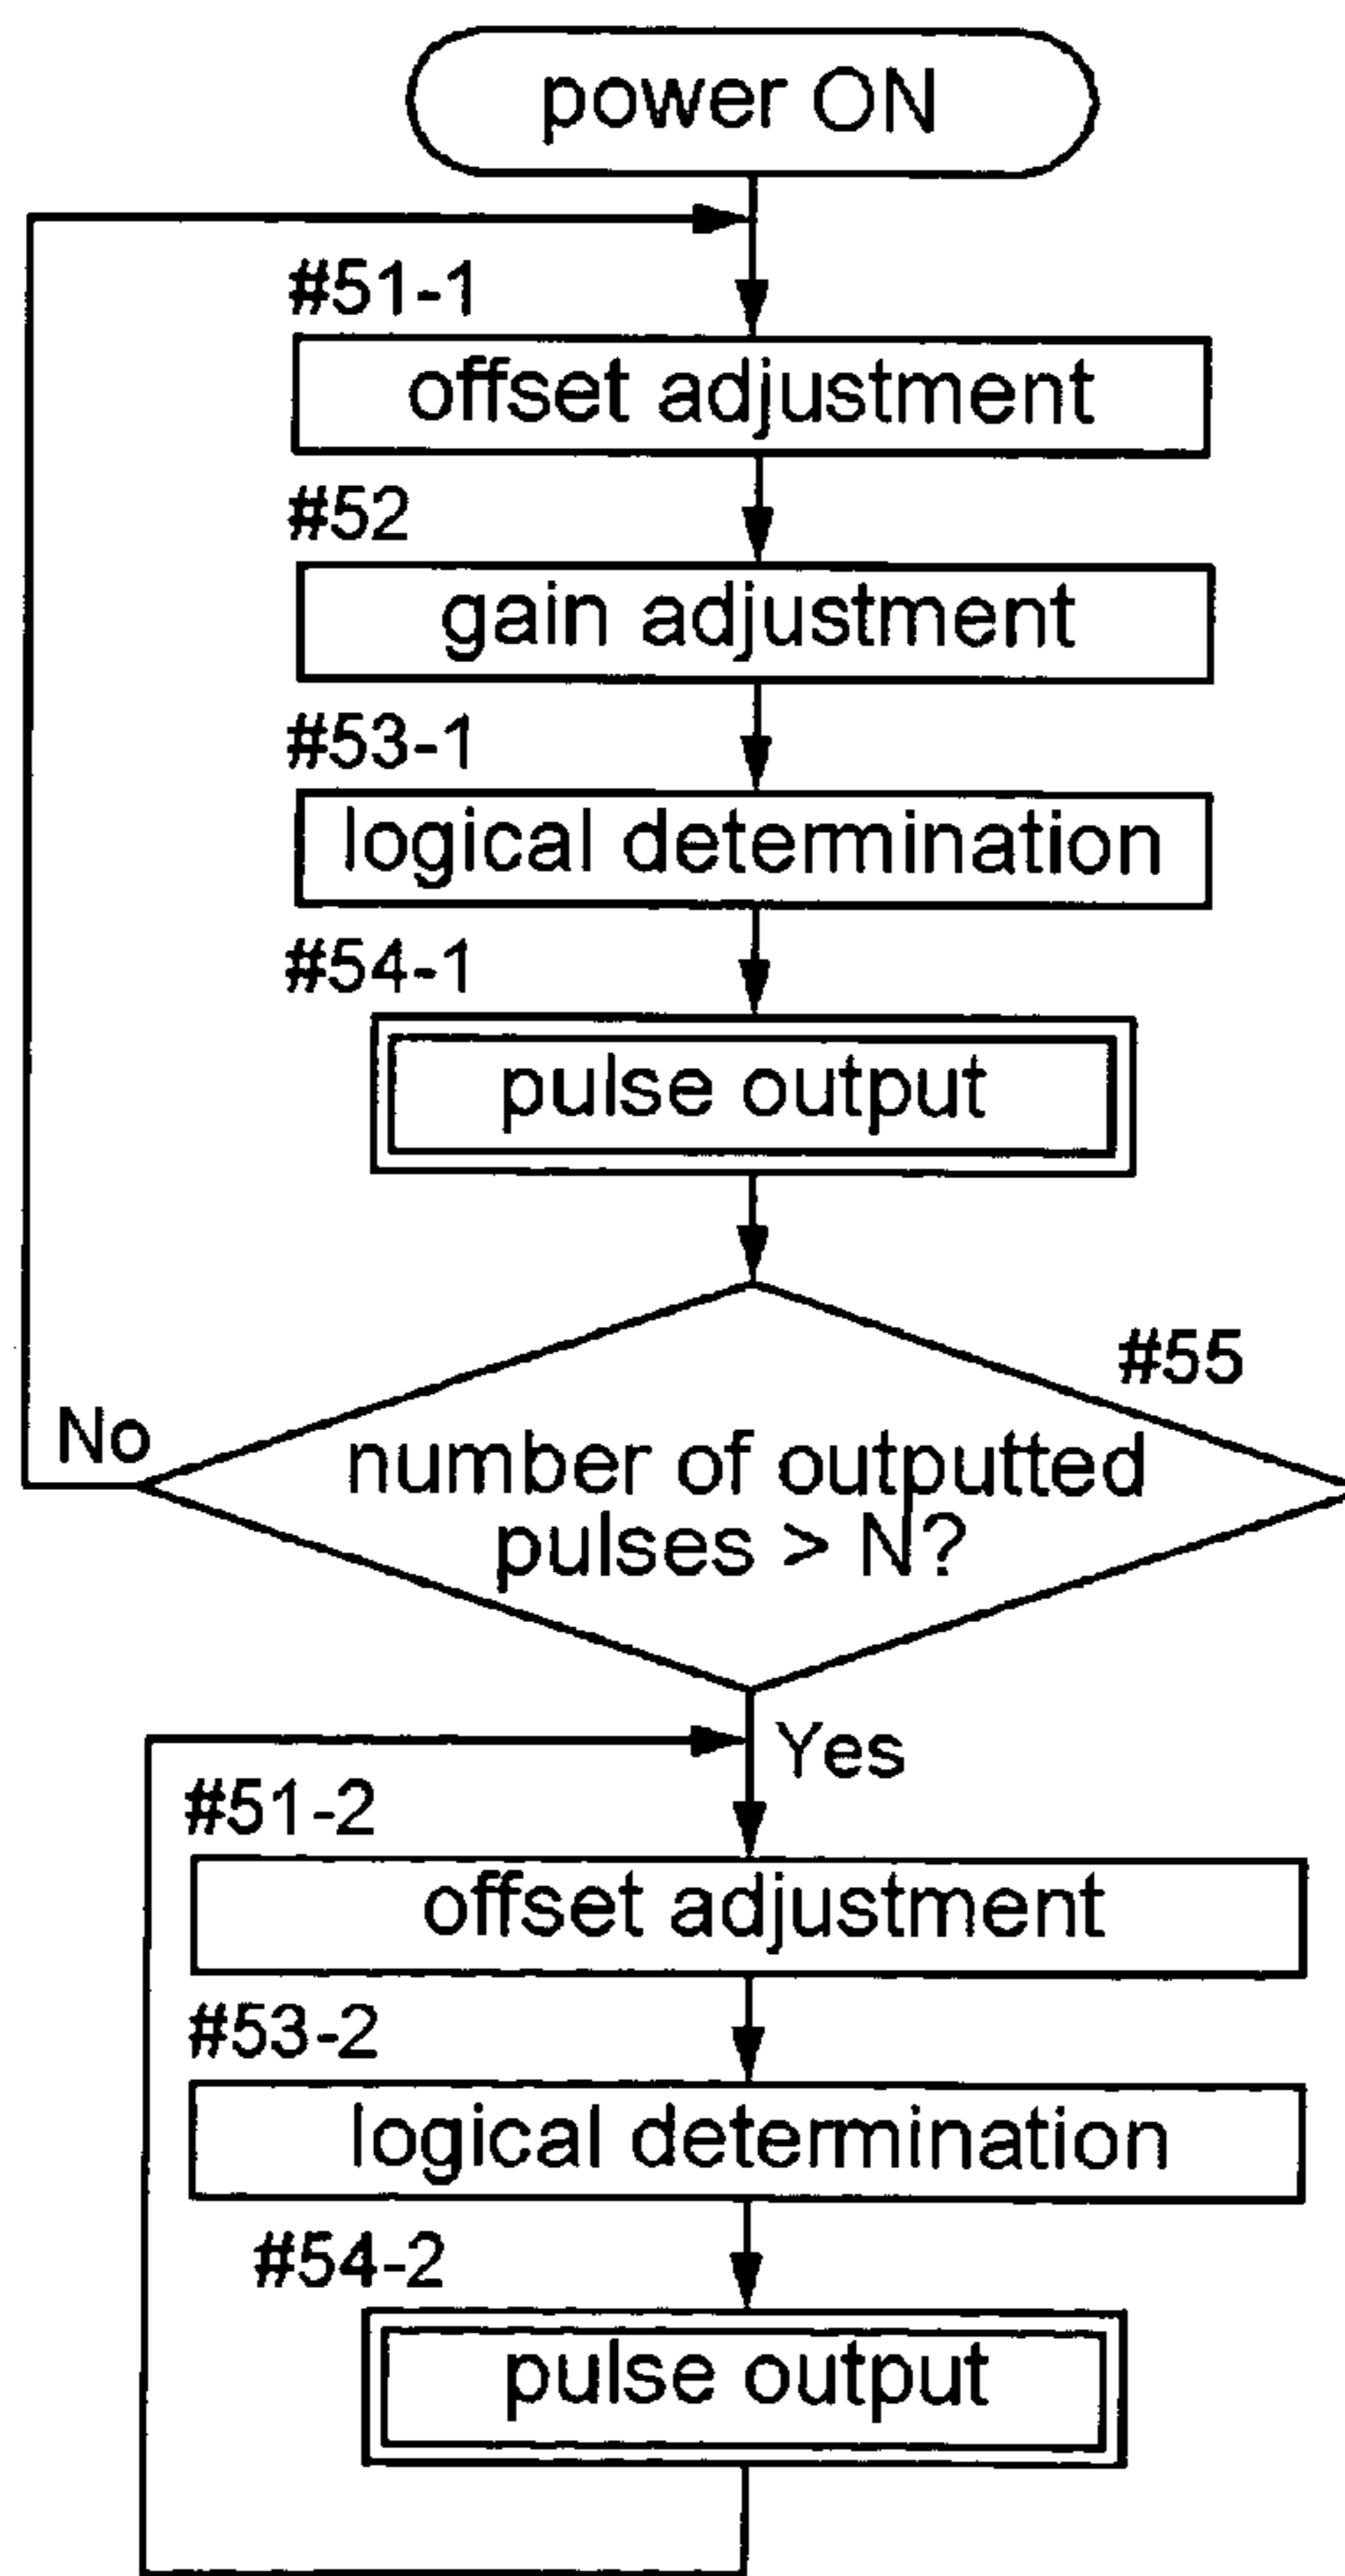 power ON
#51-1
offset adjustment
#52
gain adjustment
#53-1
logical determination
#54-1
pulse output
#55
No
number of outputted
pulses > N?
Yes
#51-2
offset adjustment
#53-2
logical determination
#54-2
pulse output